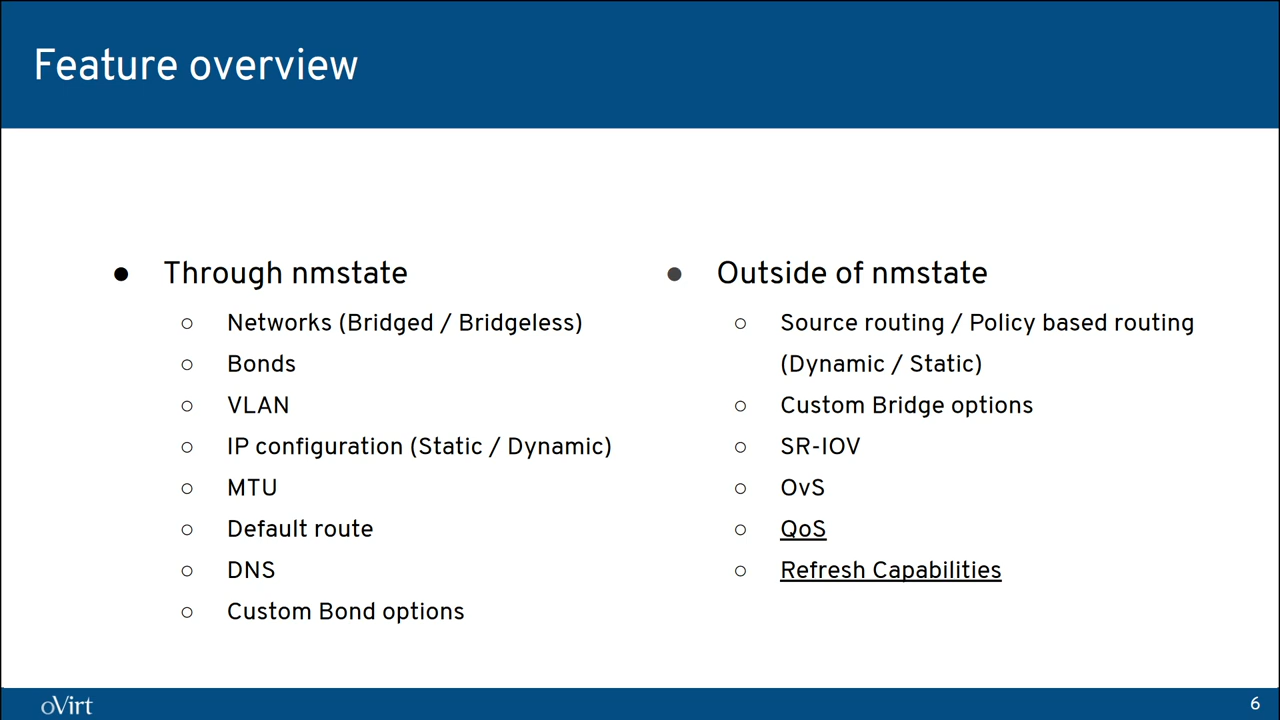 Feature overview
● Through nmstate
○ Networks (Bridged / Bridgeless)
○ Bonds
○ VLAN
○ IP configuration (Static / Dynamic)
○ MTU
○ Default route
○ DNS
○ Custom Bond options
● Outside of nmstate
○ Source routing / Policy based routing
(Dynamic / Static)
○ Custom Bridge options
○ SR-IOV
○ OvS
○ QoS
○ Refresh Capabilities
oVirt
6